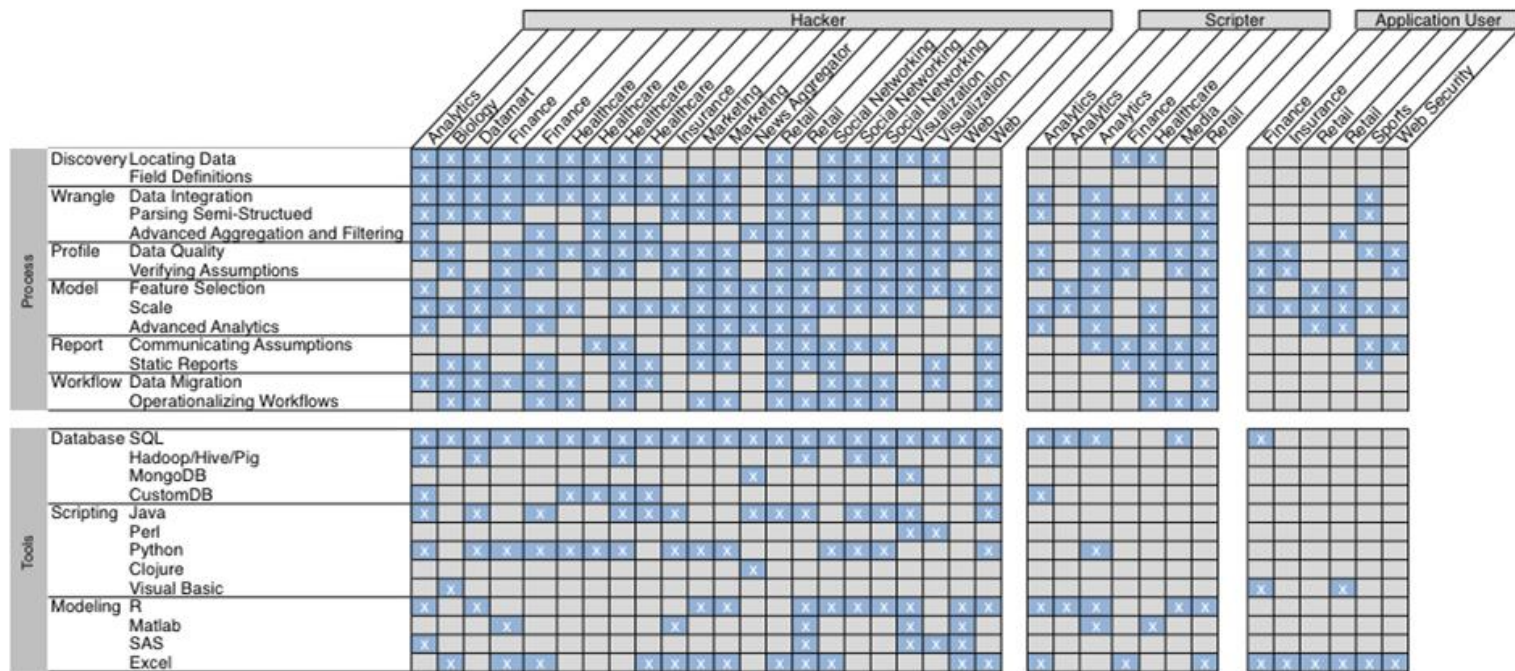 Hacker
Scripter
Application User
Analytics
Biology
Datamart
Finance
Finance
Healthcare
Healthcare
Healthcare
Healthcare
Insurance
Marketing
Marketing
News Aggregator
Retail
Retail
Social Networking
Social Networking
Social Networking
Visualization
Visualization
Web
Web
Analytics
Analytics
Analytics
Finance
Healthcare
Media
Retail
Finance
Insurance
Retail
Retail
Sports
Web Security
Process
Discovery Locating Data
Field Definitions
Wrangle Data Integration
Parsing Semi-Structued
Advanced Aggregation and Filtering
Profile Data Quality
Verifying Assumptions
Model Feature Selection
Scale
Advanced Analytics
Report Communicating Assumptions
Static Reports
Workflow Data Migration
Operationalizing Workflows
Tools
Database SQL
Hadoop/Hive/Pig
MongoDB
CustomDB
Scripting Java
Perl
Python
Clojure
Visual Basic
Modeling R
Matlab
SAS
Excel